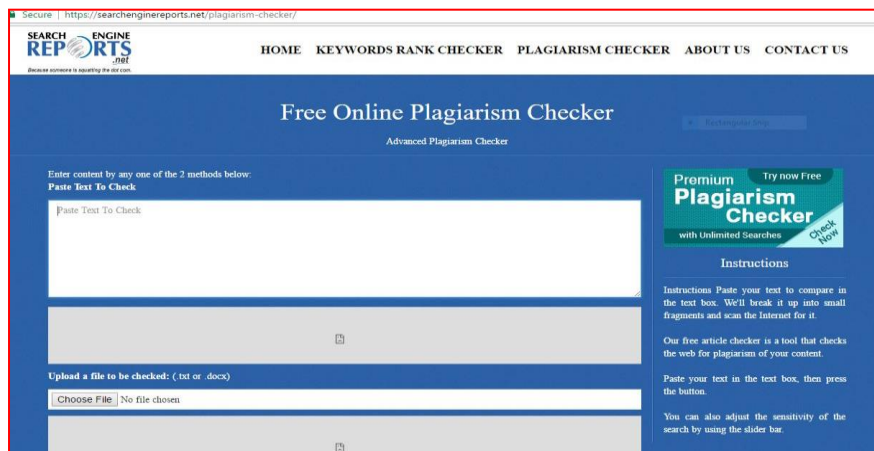 Secure | https://searchenginereports.net/plagiarism-checker/
SEARCH ENGINE
REPORTS
.net
Because someone is squatting the dot com.
HOME KEYWORDS RANK CHECKER PLAGIARISM CHECKER ABOUT US CONTACT US
Free Online Plagiarism Checker
Advanced Plagiarism Checker
Enter content by any one of the 2 methods below:
Paste Text To Check
Paste Text To Check
Upload a file to be checked: (.txt or .docx)
Choose File No file chosen
Premium Try now Free
Plagiarism
Checker
with Unlimited Searches
Check
Now
Instructions
Instructions Paste your text to compare in
the text box. We'll break it up into small
fragments and scan the Internet for it.
Our free article checker is a tool that checks
the web for plagiarism of your content.
Paste your text in the text box, then press
the button.
You can also adjust the sensitivity of the
search by using the slider bar.